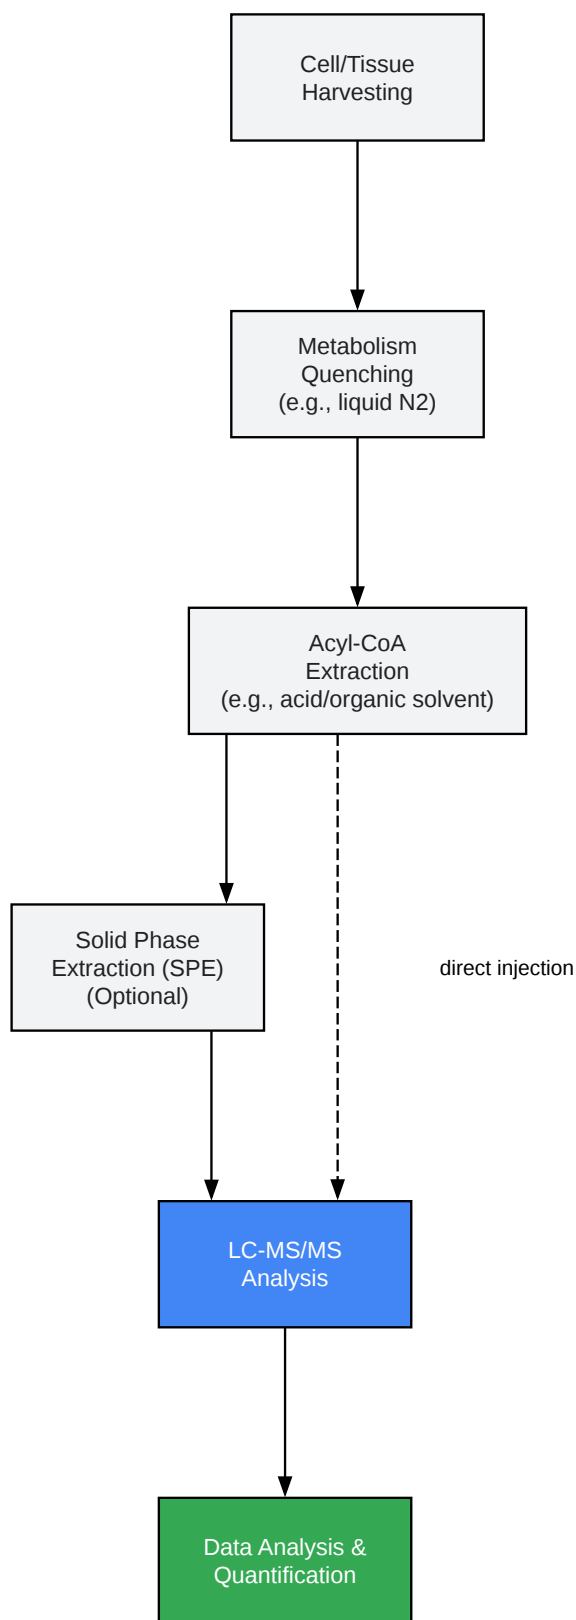 Cell/Tissue
Harvesting
Metabolism
Quenching
(e.g., liquid N2)
Acyl-CoA
Extraction
(e.g., acid/organic solvent)
Solid Phase
Extraction (SPE)
(Optional)
direct injection
LC-MS/MS
Analysis
Data Analysis &
Quantification